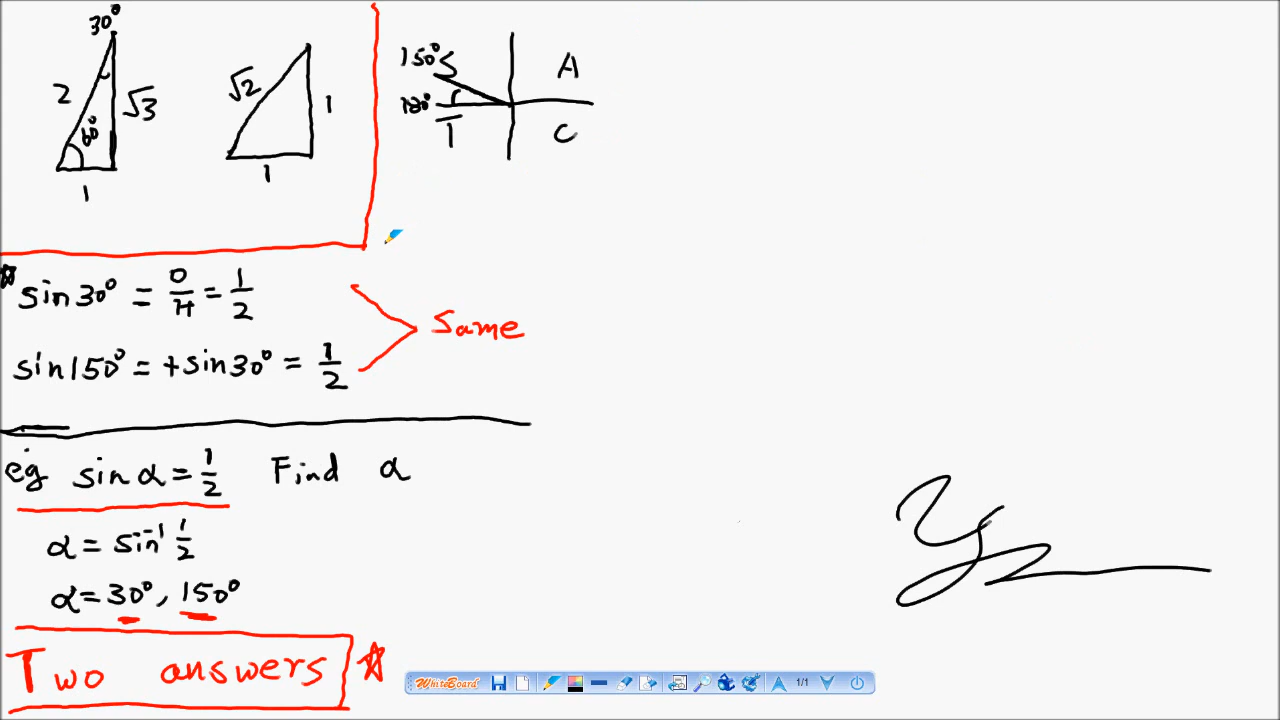 30°
2
60°
√3
1
√2
1
1
150° S
A
180°
T
C
sin30° = O/H = 1/2
sin150° = +sin30° = 1/2
Same
eg sin α = 1/2 Find α
α = sin⁻¹ 1/2
α = 30°, 150°
Two answers
WhiteBoard
1/1